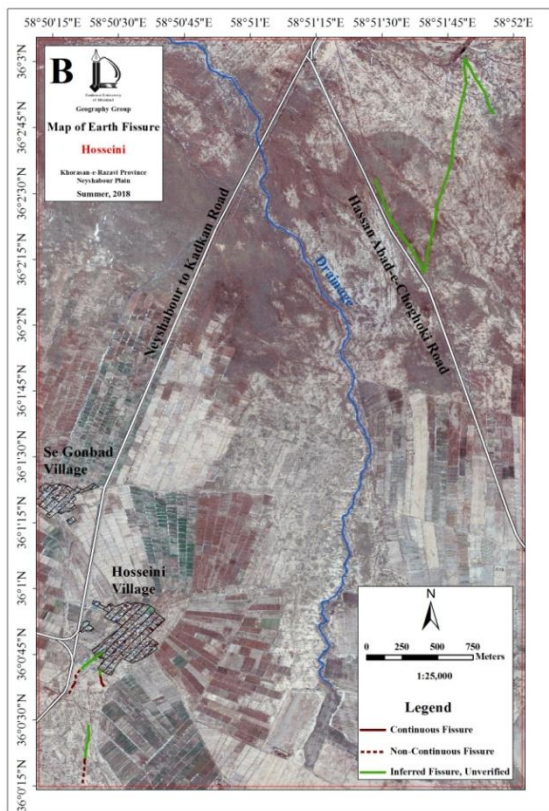 58°50'15"E 58°50'30"E 58°50'45"E 58°51'E 58°51'15"E 58°51'30"E 58°51'45"E 58°52'E
36°3'N
36°2'45"N
36°2'30"N
36°2'15"N
36°2'N
36°1'45"N
36°1'30"N
36°1'15"N
36°1'N
36°0'45"N
36°0'30"N
36°0'15"N
B
Geography Group
Map of Earth Fissure
Hosseini
Khorasan-e-Razavi Province
Neyshabour Plain
Summer, 2018
Neyshabour to Kadkan Road
Drainage
Hassan Abad-e-Choghoki Road
Se Gonbad
Village
Hosseini
Village
N
0 250 500 750
Meters
1:25,000
Legend
Continuous Fissure
Non-Continuous Fissure
Inferred Fissure, Unverified